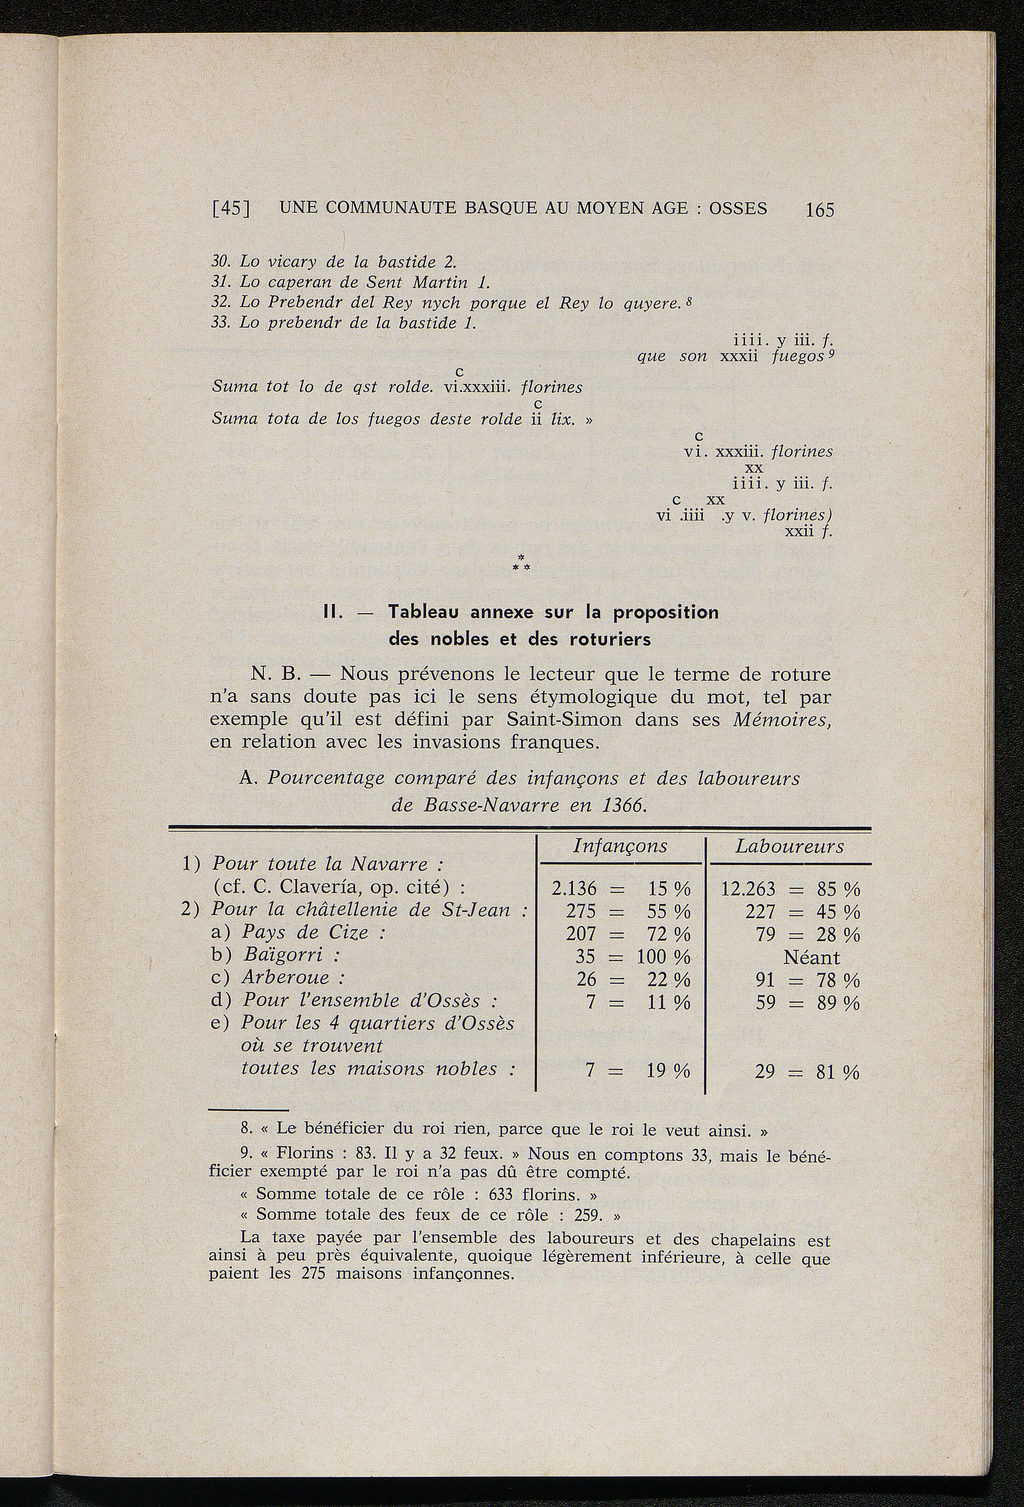 [45] UNE COMMUNAUTE BASQUE AU MOYEN AGE : OSSES 165
30. Lo vicary de la bastide 2.
31. Lo caperan de Sent Martin 1.
32. Lo Prebendr del Rey nych porque el Rey lo quyere. 8
33. Lo prebendr de la bastide 1.
iiii. y iii. f.
que son xxxii fuegos 9
c
Suma tot lo de qst rolde. vi.xxxiii. florines
c
Suma tota de los fuegos deste rolde ii lix. »
c
vi. xxxiii. florines
xx
iiii. y iii. f.
c xx
vi .iiii .y v. florines)
xxii f.
*
* *
II. — Tableau annexe sur la proposition
des nobles et des roturiers
N. B. — Nous prévenons le lecteur que le terme de roture
n'a sans doute pas ici le sens étymologique du mot, tel par
exemple qu'il est défini par Saint-Simon dans ses Mémoires,
en relation avec les invasions franques.
A. Pourcentage comparé des infançons et des laboureurs
de Basse-Navarre en 1366.
Infançons Laboureurs
1) Pour toute la Navarre :
(cf. C. Clavería, op. cité) : 2.136 = 15 % 12.263 = 85 %
2) Pour la châtellenie de St-Jean : 275 = 55 % 227 = 45 %
a) Pays de Cize : 207 = 72 % 79 = 28 %
b) Baïgorri : 35 = 100 % Néant
c) Arberoue : 26 = 22 % 91 = 78 %
d) Pour l'ensemble d'Ossès : 7 = 11 % 59 = 89 %
e) Pour les 4 quartiers d'Ossès
où se trouvent
toutes les maisons nobles : 7 = 19 % 29 = 81 %
8. « Le bénéficier du roi rien, parce que le roi le veut ainsi. »
9. « Florins : 83. Il y a 32 feux. » Nous en comptons 33, mais le béné-
ficier exempté par le roi n'a pas dû être compté.
« Somme totale de ce rôle : 633 florins. »
« Somme totale des feux de ce rôle : 259. »
La taxe payée par l'ensemble des laboureurs et des chapelains est
ainsi à peu près équivalente, quoique légèrement inférieure, à celle que
paient les 275 maisons infançonnes.